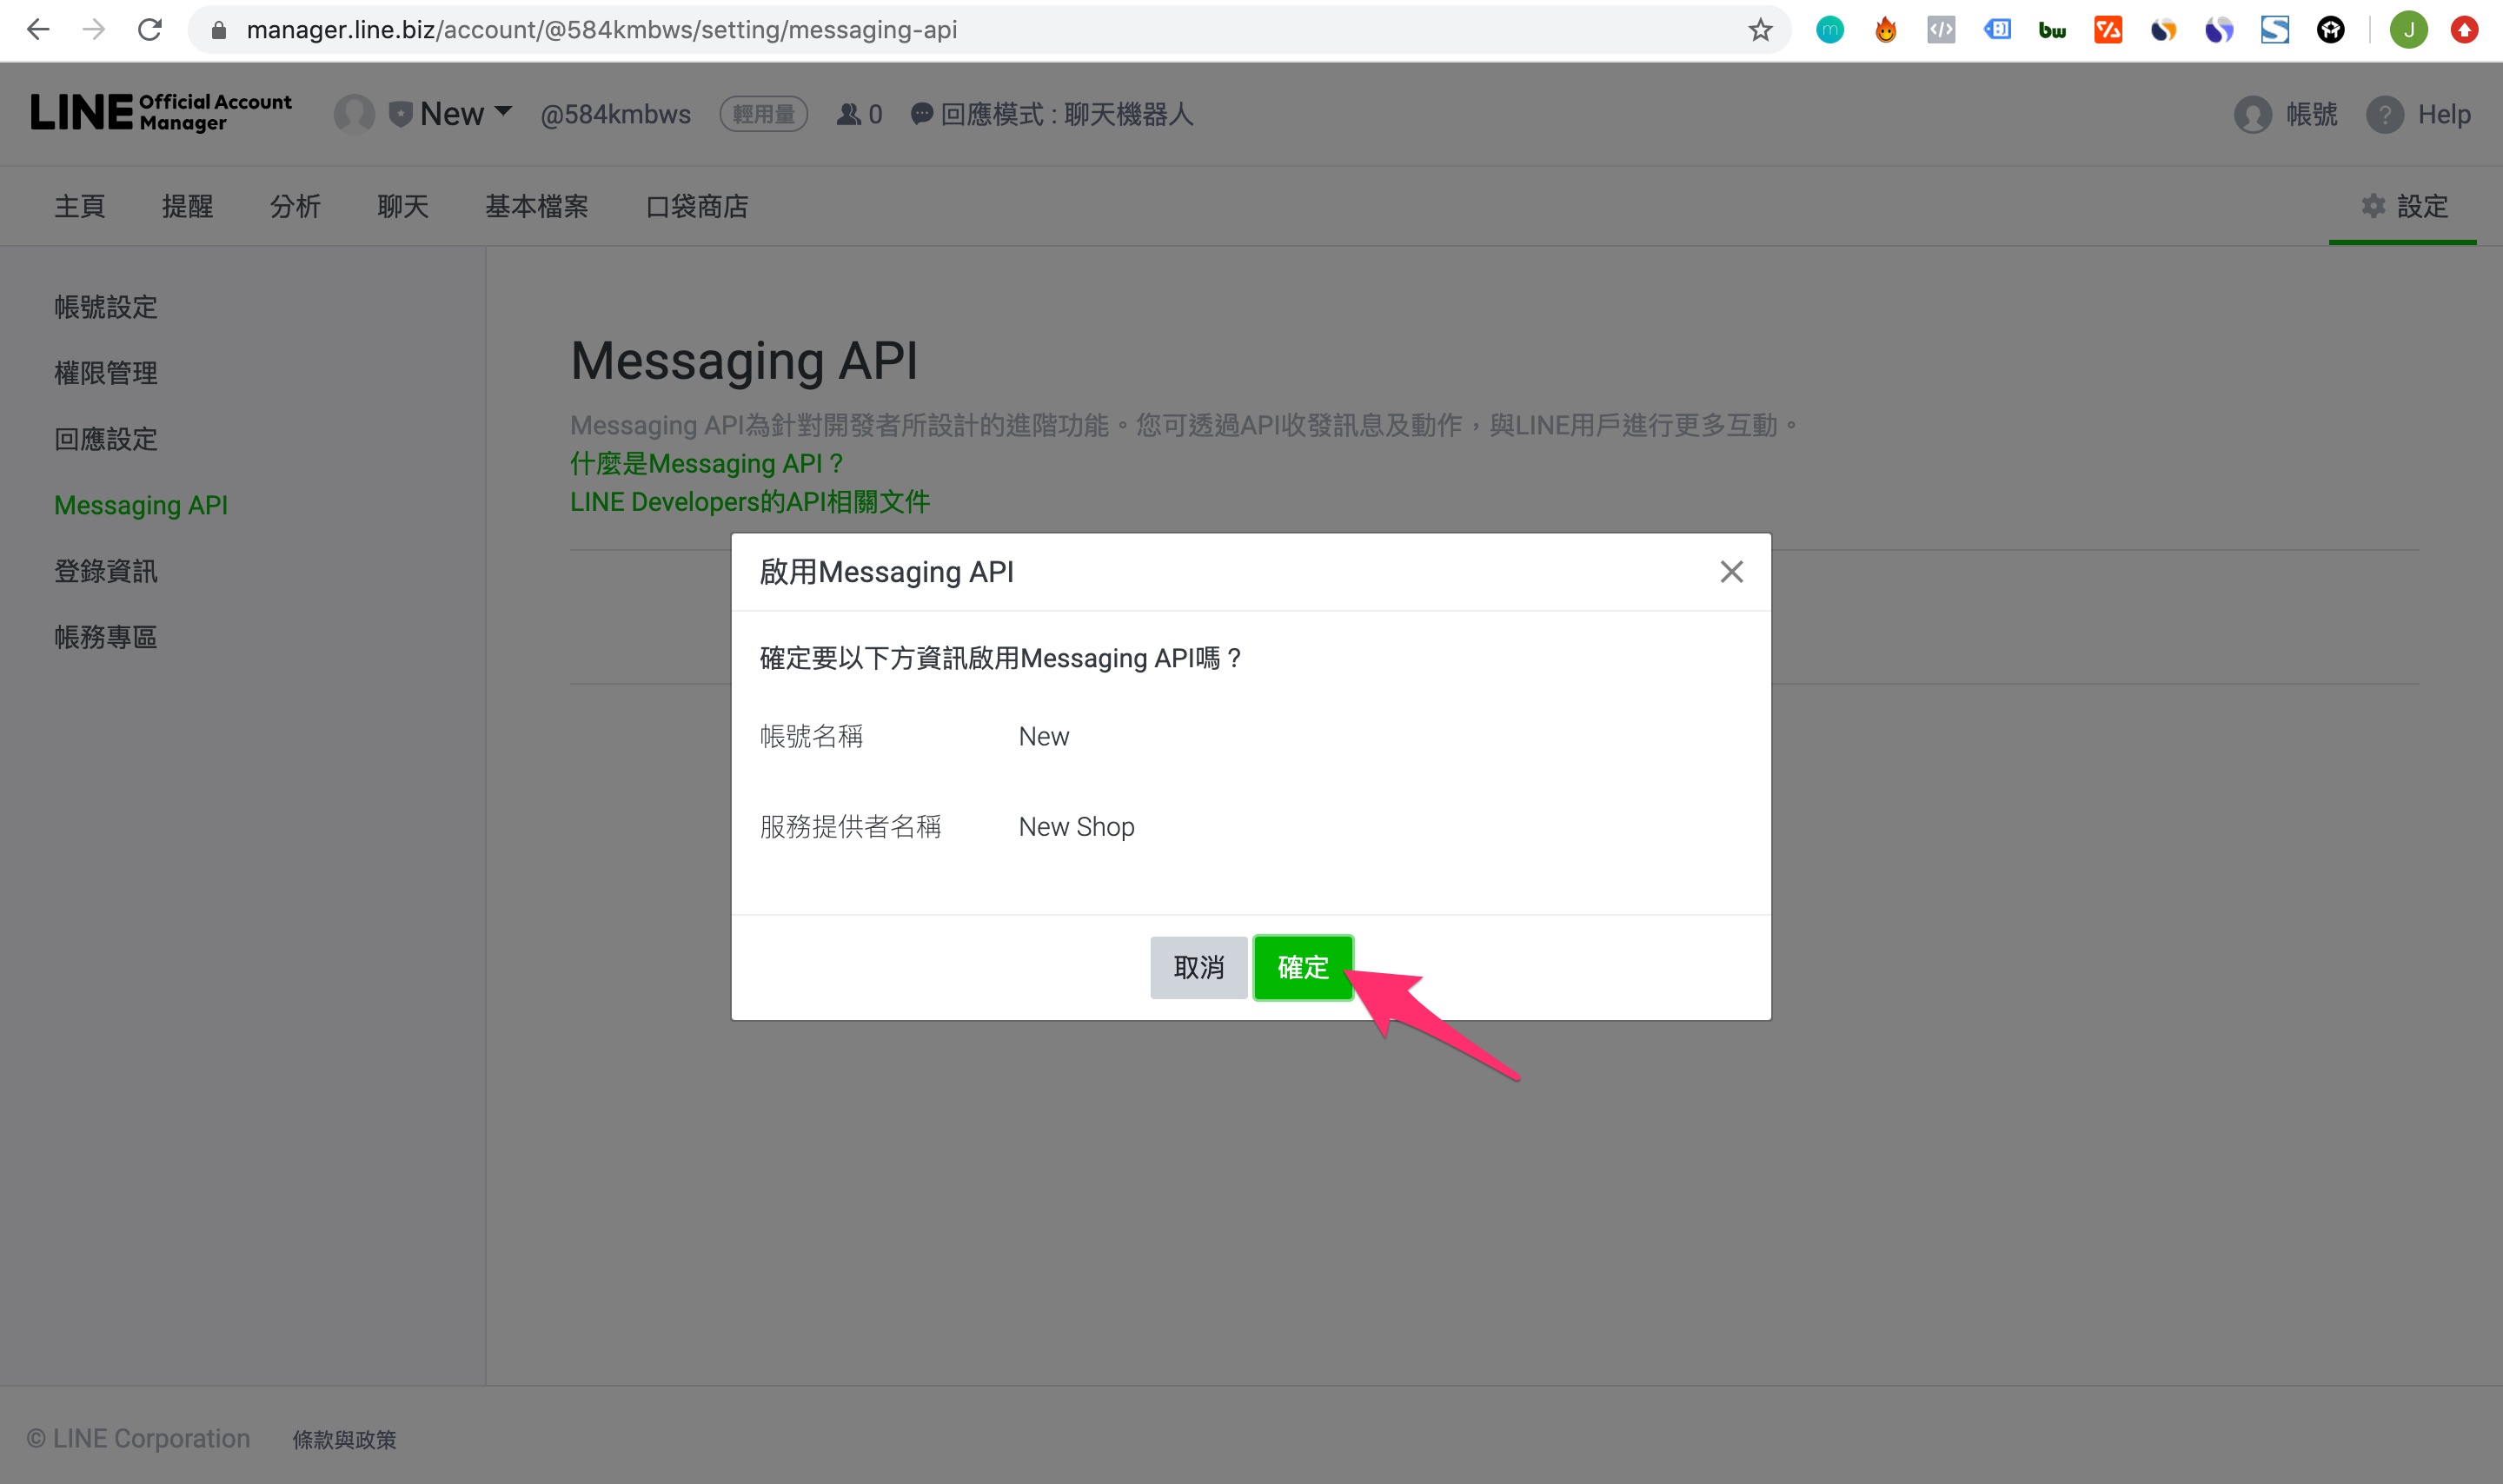 manager.line.biz/account/@584kmbws/setting/messaging-api
m
bw
J
LINE Official Account Manager
New
@584kmbws
輕用量
0
回應模式 : 聊天機器人
帳號
? Help
主頁
提醒
分析
聊天
基本檔案
口袋商店
設定
帳號設定
權限管理
回應設定
Messaging API
登錄資訊
帳務專區
Messaging API
Messaging API為針對開發者所設計的進階功能。您可透過API收發訊息及動作，與LINE用戶進行更多互動。
什麼是Messaging API？
LINE Developers的API相關文件
啟用Messaging API
確定要以下方資訊啟用Messaging API嗎？
帳號名稱 New
服務提供者名稱 New Shop
取消 確定
© LINE Corporation 條款與政策